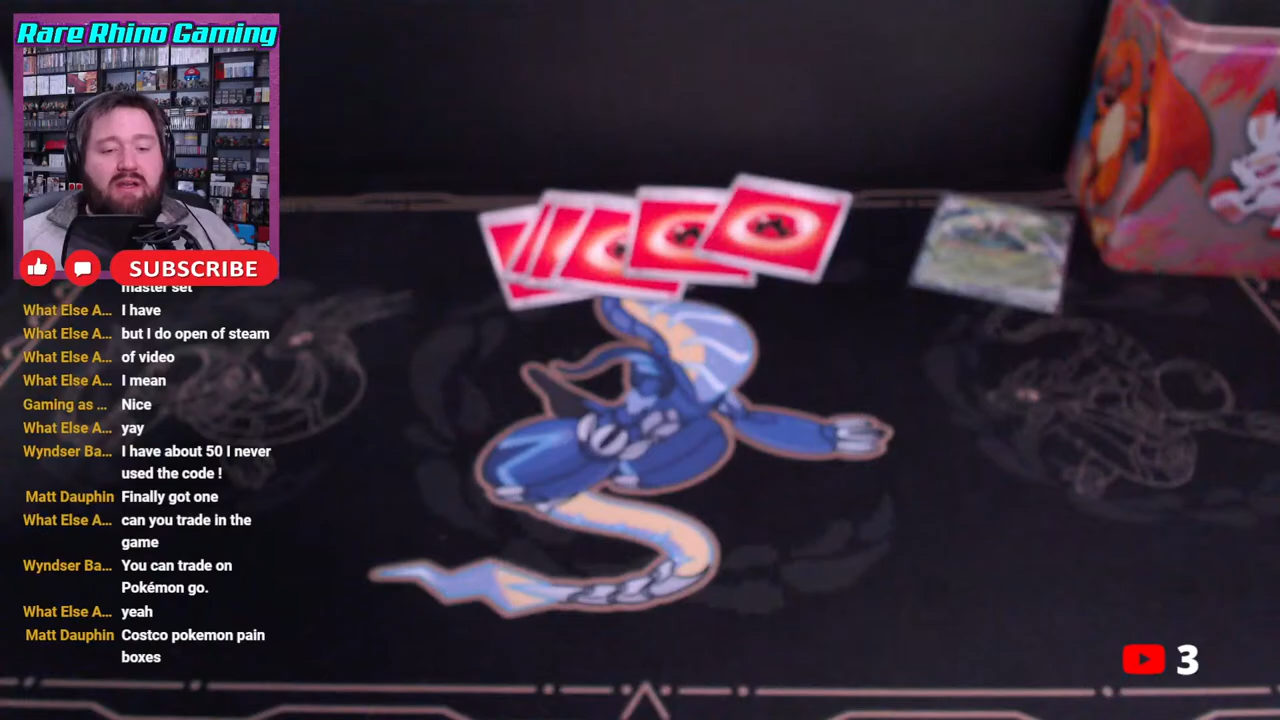 Rare Rhino Gaming
SUBSCRIBE
master set
What Else A... I have
What Else A... but I do open of steam
What Else A... of video
What Else A... I mean
Gaming as ... Nice
What Else A... yay
Wyndser Ba... I have about 50 I never
used the code !
Matt Dauphin Finally got one
What Else A... can you trade in the
game
Wyndser Ba... You can trade on
Pokémon go.
What Else A... yeah
Matt Dauphin Costco pokemon pain
boxes
3